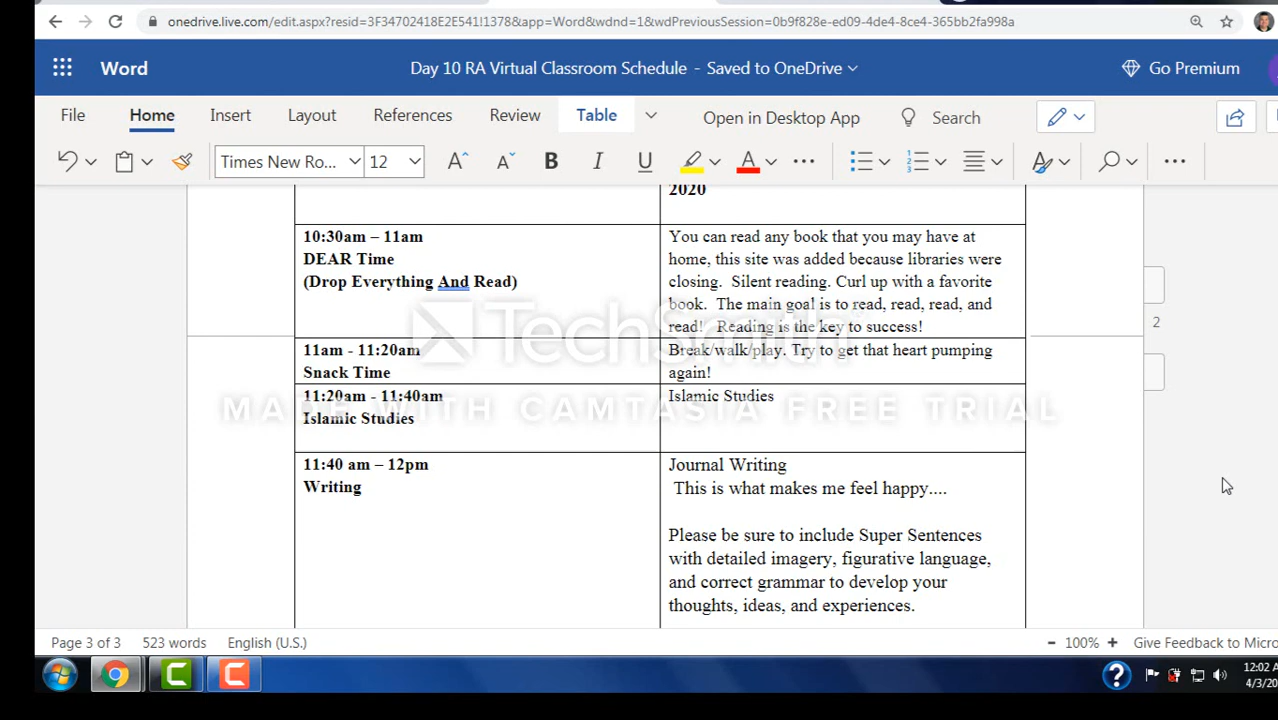 onedrive.live.com/edit.aspx?resid=3F34702418E2E541!1378&app=Word&wdnd=1&wdPreviousSession=0b9f828e-ed09-4de4-8ce4-365bb2fa998a
Word
Day 10 RA Virtual Classroom Schedule - Saved to OneDrive
Go Premium
File Home Insert Layout References Review Table Open in Desktop App Search
Times New Ro... 12
2020
10:30am – 11am
DEAR Time
(Drop Everything And Read)
You can read any book that you may have at
home, this site was added because libraries were
closing. Silent reading. Curl up with a favorite
book. The main goal is to read, read, read, and
read! Reading is the key to success!
2
TechSmith
11am - 11:20am
Snack Time
Break/walk/play. Try to get that heart pumping
again!
MADE WITH CAMTASIA FREE TRIAL
11:20am - 11:40am
Islamic Studies
Islamic Studies
11:40 am – 12pm
Writing
Journal Writing
This is what makes me feel happy....
Please be sure to include Super Sentences
with detailed imagery, figurative language,
and correct grammar to develop your
thoughts, ideas, and experiences.
Page 3 of 3 523 words English (U.S.) - 100% + Give Feedback to Micro
12:02 A
4/3/20